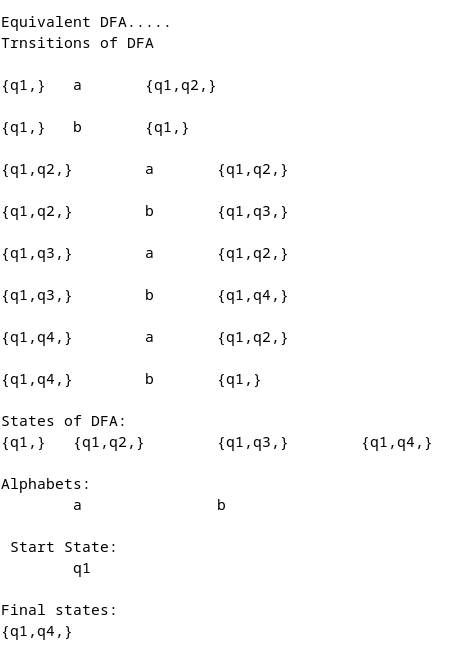 Equivalent DFA.....
Trnsitions of DFA
{q1,} a {q1,q2,}
{q1,} b {q1,}
{q1,q2,} a {q1,q2,}
{q1,q2,} b {q1,q3,}
{q1,q3,} a {q1,q2,}
{q1,q3,} b {q1,q4,}
{q1,q4,} a {q1,q2,}
{q1,q4,} b {q1,}
States of DFA:
{q1,} {q1,q2,} {q1,q3,} {q1,q4,}
Alphabets:
a b
Start State:
q1
Final states:
{q1,q4,}